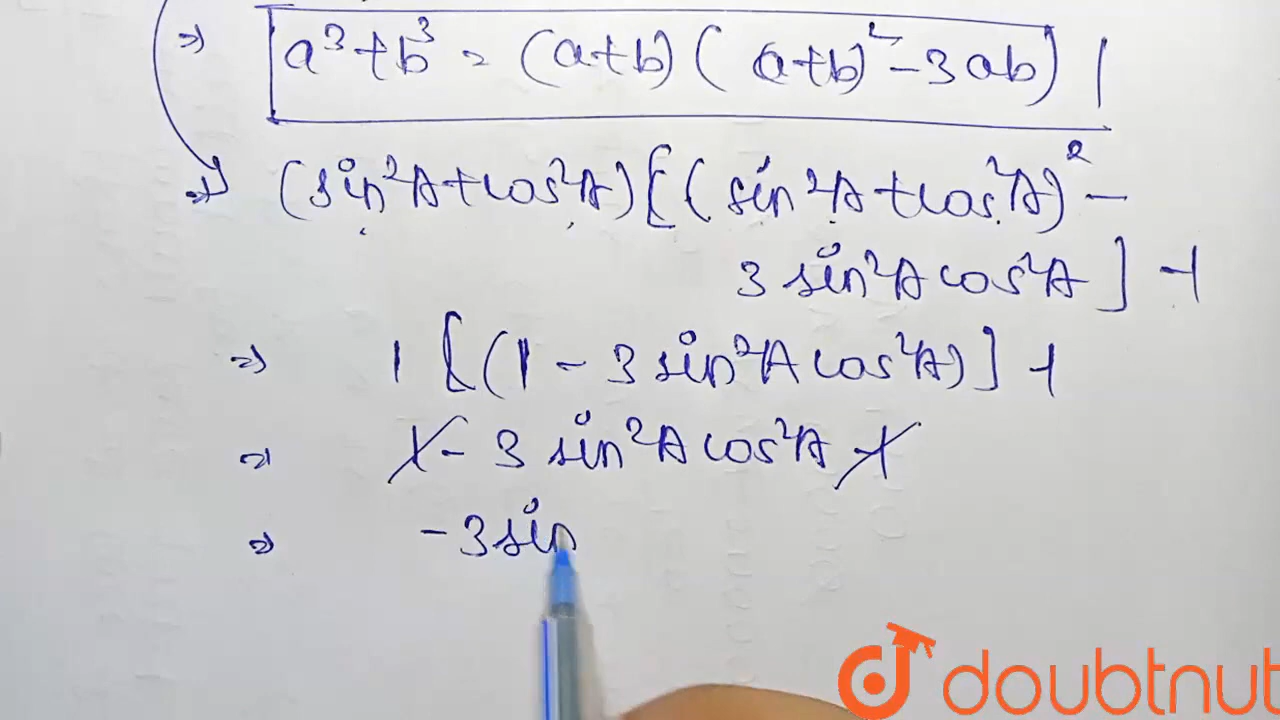 ⇒ a³+b³ = (a+b) ( (a+b)² - 3ab)
⇒ (sin²A+cos²A)[(sin²A+cos²A)² -
3 sin²A cos²A] -1
⇒ 1 [(1 - 3 sin²A cos²A)] -1
⇒ 1 - 3 sin²A cos²A - 1
⇒ -3 sin
doubtnut